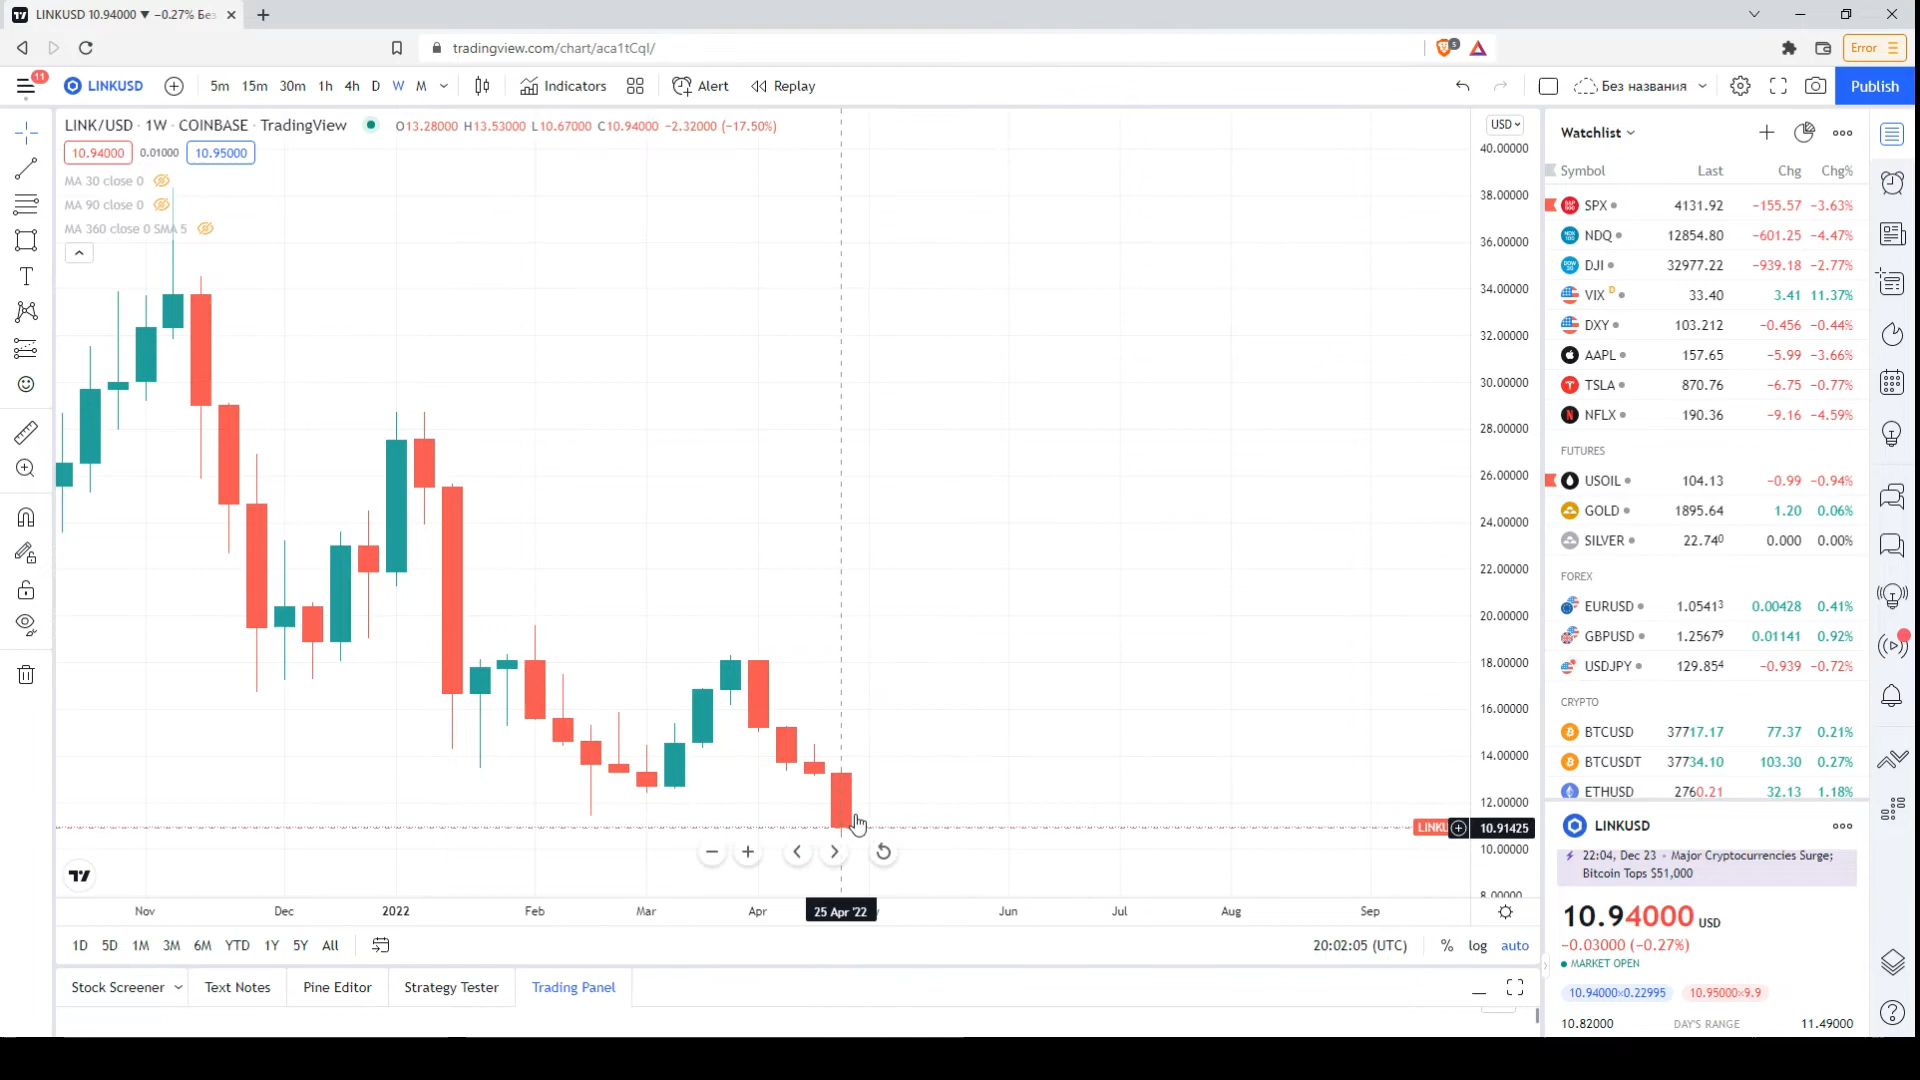 LINKUSD 10.94000 ▼ −0.27% Без
tradingview.com/chart/aca1tCql/
5
Error
11
LINKUSD
5m 15m 30m 1h 4h D W M
Indicators
Alert
Replay
Без названия
Publish
LINK/USD · 1W · COINBASE · TradingView
O13.28000 H13.53000 L10.67000 C10.94000 −2.32000 (−17.50%)
10.94000 0.01000 10.95000
MA 30 close 0
MA 90 close 0
MA 360 close 0 SMA 5
USD
40.00000
38.00000
36.00000
34.00000
32.00000
30.00000
28.00000
26.00000
24.00000
22.00000
20.00000
18.00000
16.00000
14.00000
12.00000
LINKU 10.91425
10.00000
8.00000
Nov Dec 2022 Feb Mar Apr 25 Apr '22 Jun Jul Aug Sep
1D 5D 1M 3M 6M YTD 1Y 5Y All
20:02:05 (UTC) % log auto
Stock Screener Text Notes Pine Editor Strategy Tester Trading Panel
Watchlist
Symbol Last Chg Chg%
SPX 4131.92 −155.57 −3.63%
NDQ 12854.80 −601.25 −4.47%
DJI 32977.22 −939.18 −2.77%
VIX D 33.40 3.41 11.37%
DXY 103.212 −0.456 −0.44%
AAPL 157.65 −5.99 −3.66%
TSLA 870.76 −6.75 −0.77%
NFLX 190.36 −9.16 −4.59%
FUTURES
USOIL 104.13 −0.99 −0.94%
GOLD 1895.64 1.20 0.06%
SILVER 22.740 0.000 0.00%
FOREX
EURUSD 1.05413 0.00428 0.41%
GBPUSD 1.25679 0.01141 0.92%
USDJPY 129.854 −0.939 −0.72%
CRYPTO
BTCUSD 37717.17 77.37 0.21%
BTCUSDT 37734.10 103.30 0.27%
ETHUSD 2760.21 32.13 1.18%
LINKUSD
22:04, Dec 23 • Major Cryptocurrencies Surge;
Bitcoin Tops $51,000
10.94000 USD
−0.03000 (−0.27%)
MARKET OPEN
10.94000×0.22995 10.95000×9.9
10.82000 DAY'S RANGE 11.49000